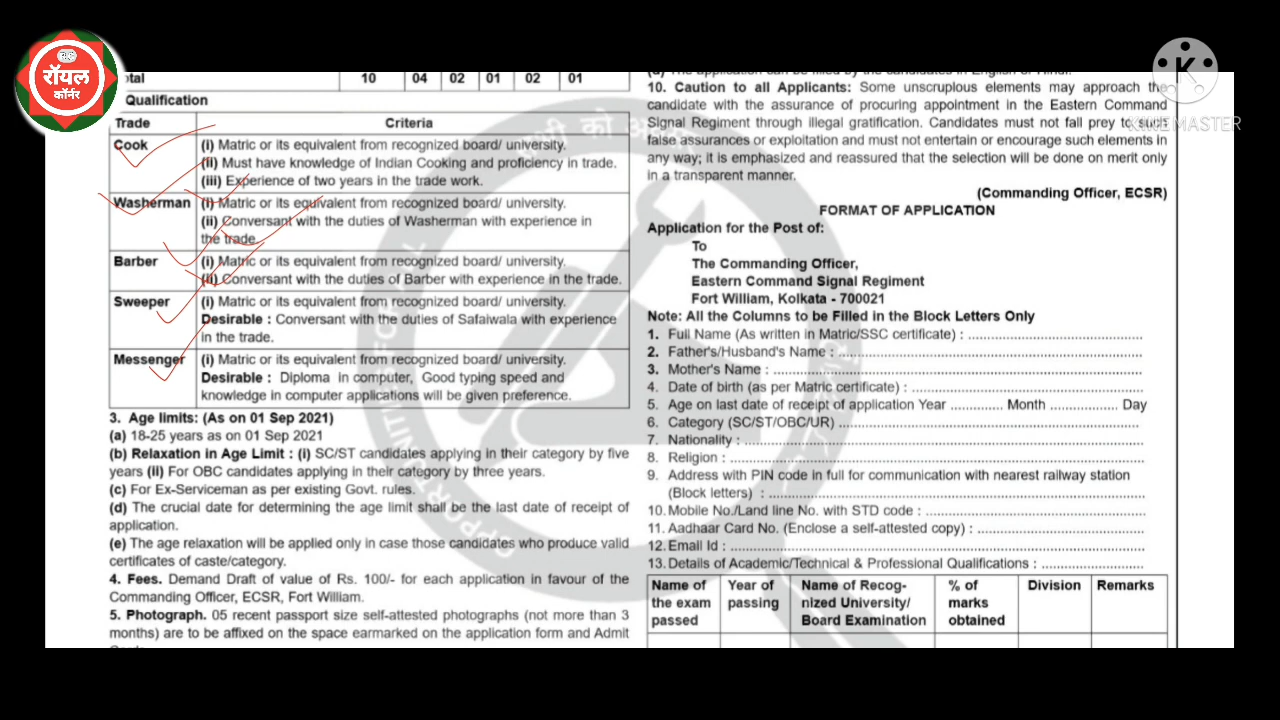 रॉयल
कॉर्नर
KINEMASTER
otal 10 04 02 01 02 01
Qualification
Trade Criteria
Cook (i) Matric or its equivalent from recognized board/ university.
(ii) Must have knowledge of Indian Cooking and proficiency in trade.
(iii) Experience of two years in the trade work.
Washerman (i) Matric or its equivalent from recognized board/ university.
(ii) Conversant with the duties of Washerman with experience in
the trade.
Barber (i) Matric or its equivalent from recognized board/ university.
(ii) Conversant with the duties of Barber with experience in the trade.
Sweeper (i) Matric or its equivalent from recognized board/ university.
Desirable : Conversant with the duties of Safaiwala with experience
in the trade.
Messenger (i) Matric or its equivalent from recognized board/ university.
Desirable : Diploma in computer, Good typing speed and
knowledge in computer applications will be given preference.
3. Age limits: (As on 01 Sep 2021)
(a) 18-25 years as on 01 Sep 2021
(b) Relaxation in Age Limit : (i) SC/ST candidates applying in their category by five
years (ii) For OBC candidates applying in their category by three years.
(c) For Ex-Serviceman as per existing Govt. rules.
(d) The crucial date for determining the age limit shall be the last date of receipt of
application.
(e) The age relaxation will be applied only in case those candidates who produce valid
certificates of caste/category.
4. Fees. Demand Draft of value of Rs. 100/- for each application in favour of the
Commanding Officer, ECSR, Fort William.
5. Photograph. 05 recent passport size self-attested photographs (not more than 3
months) are to be affixed on the space earmarked on the application form and Admit
(d) The application can be filled by the candidates in English or Hindi.
10. Caution to all Applicants: Some unscrupulous elements may approach the
candidate with the assurance of procuring appointment in the Eastern Command
Signal Regiment through illegal gratification. Candidates must not fall prey to such
false assurances or exploitation and must not entertain or encourage such elements in
any way; it is emphasized and reassured that the selection will be done on merit only
in a transparent manner.
(Commanding Officer, ECSR)
FORMAT OF APPLICATION
Application for the Post of:
To
The Commanding Officer,
Eastern Command Signal Regiment
Fort William, Kolkata - 700021
Note: All the Columns to be Filled in the Block Letters Only
1. Full Name (As written in Matric/SSC certificate) : ....................
2. Father's/Husband's Name : ....................
3. Mother's Name : ....................
4. Date of birth (as per Matric certificate) : ....................
5. Age on last date of receipt of application Year ............. Month ................. Day
6. Category (SC/ST/OBC/UR) ....................
7. Nationality : ....................
8. Religion : ....................
9. Address with PIN code in full for communication with nearest railway station
(Block letters) : ....................
10. Mobile No./Land line No. with STD code : ....................
11. Aadhaar Card No. (Enclose a self-attested copy) : ....................
12. Email Id : ....................
13. Details of Academic/Technical & Professional Qualifications : ....................
Name of the exam passed Year of passing Name of Recog-nized University/ Board Examination % of marks obtained Division Remarks